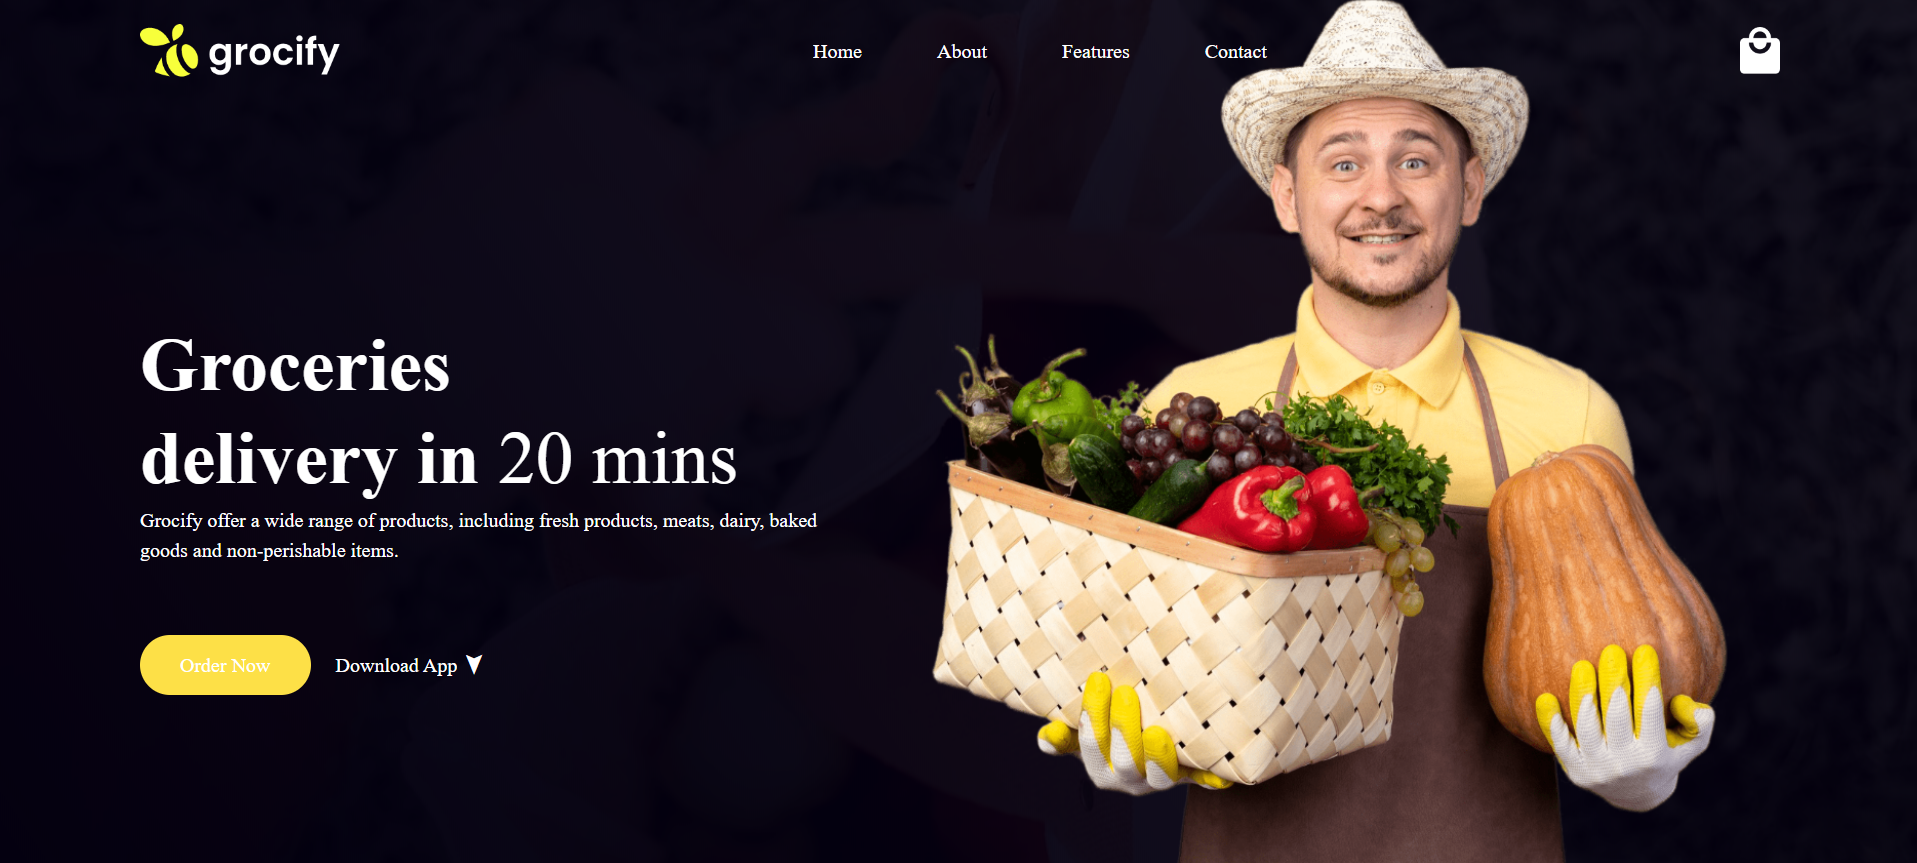 grocify
Home About Features Contact
Groceries
delivery in 20 mins
Grocify offer a wide range of products, including fresh products, meats, dairy, baked
goods and non-perishable items.
Order Now Download App